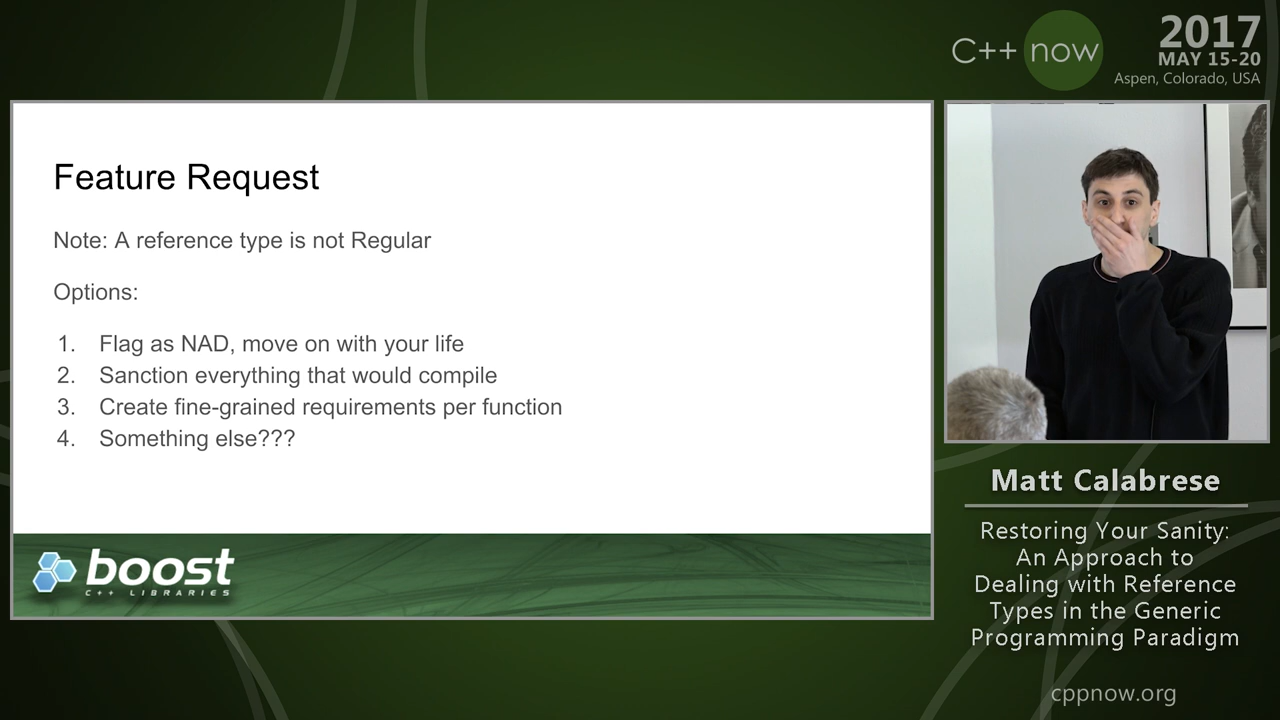 C++ now
2017
MAY 15-20
Aspen, Colorado, USA
Feature Request
Note: A reference type is not Regular
Options:
1. Flag as NAD, move on with your life
2. Sanction everything that would compile
3. Create fine-grained requirements per function
4. Something else???
boost
C++ LIBRARIES
Matt Calabrese
Restoring Your Sanity:
An Approach to
Dealing with Reference
Types in the Generic
Programming Paradigm
cppnow.org